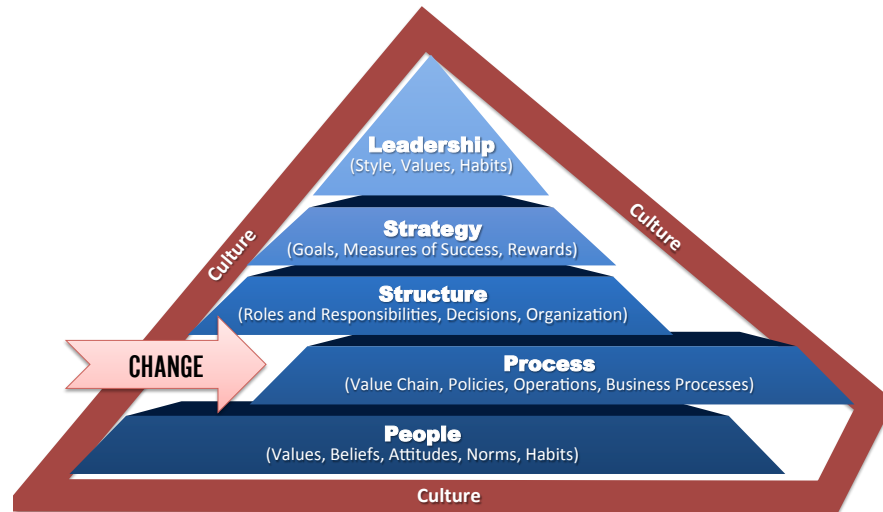 Leadership
(Style, Values, Habits)
Culture
Culture
Strategy
(Goals, Measures of Success, Rewards)
Structure
(Roles and Responsibilities, Decisions, Organization)
CHANGE
Process
(Value Chain, Policies, Operations, Business Processes)
People
(Values, Beliefs, Attitudes, Norms, Habits)
Culture